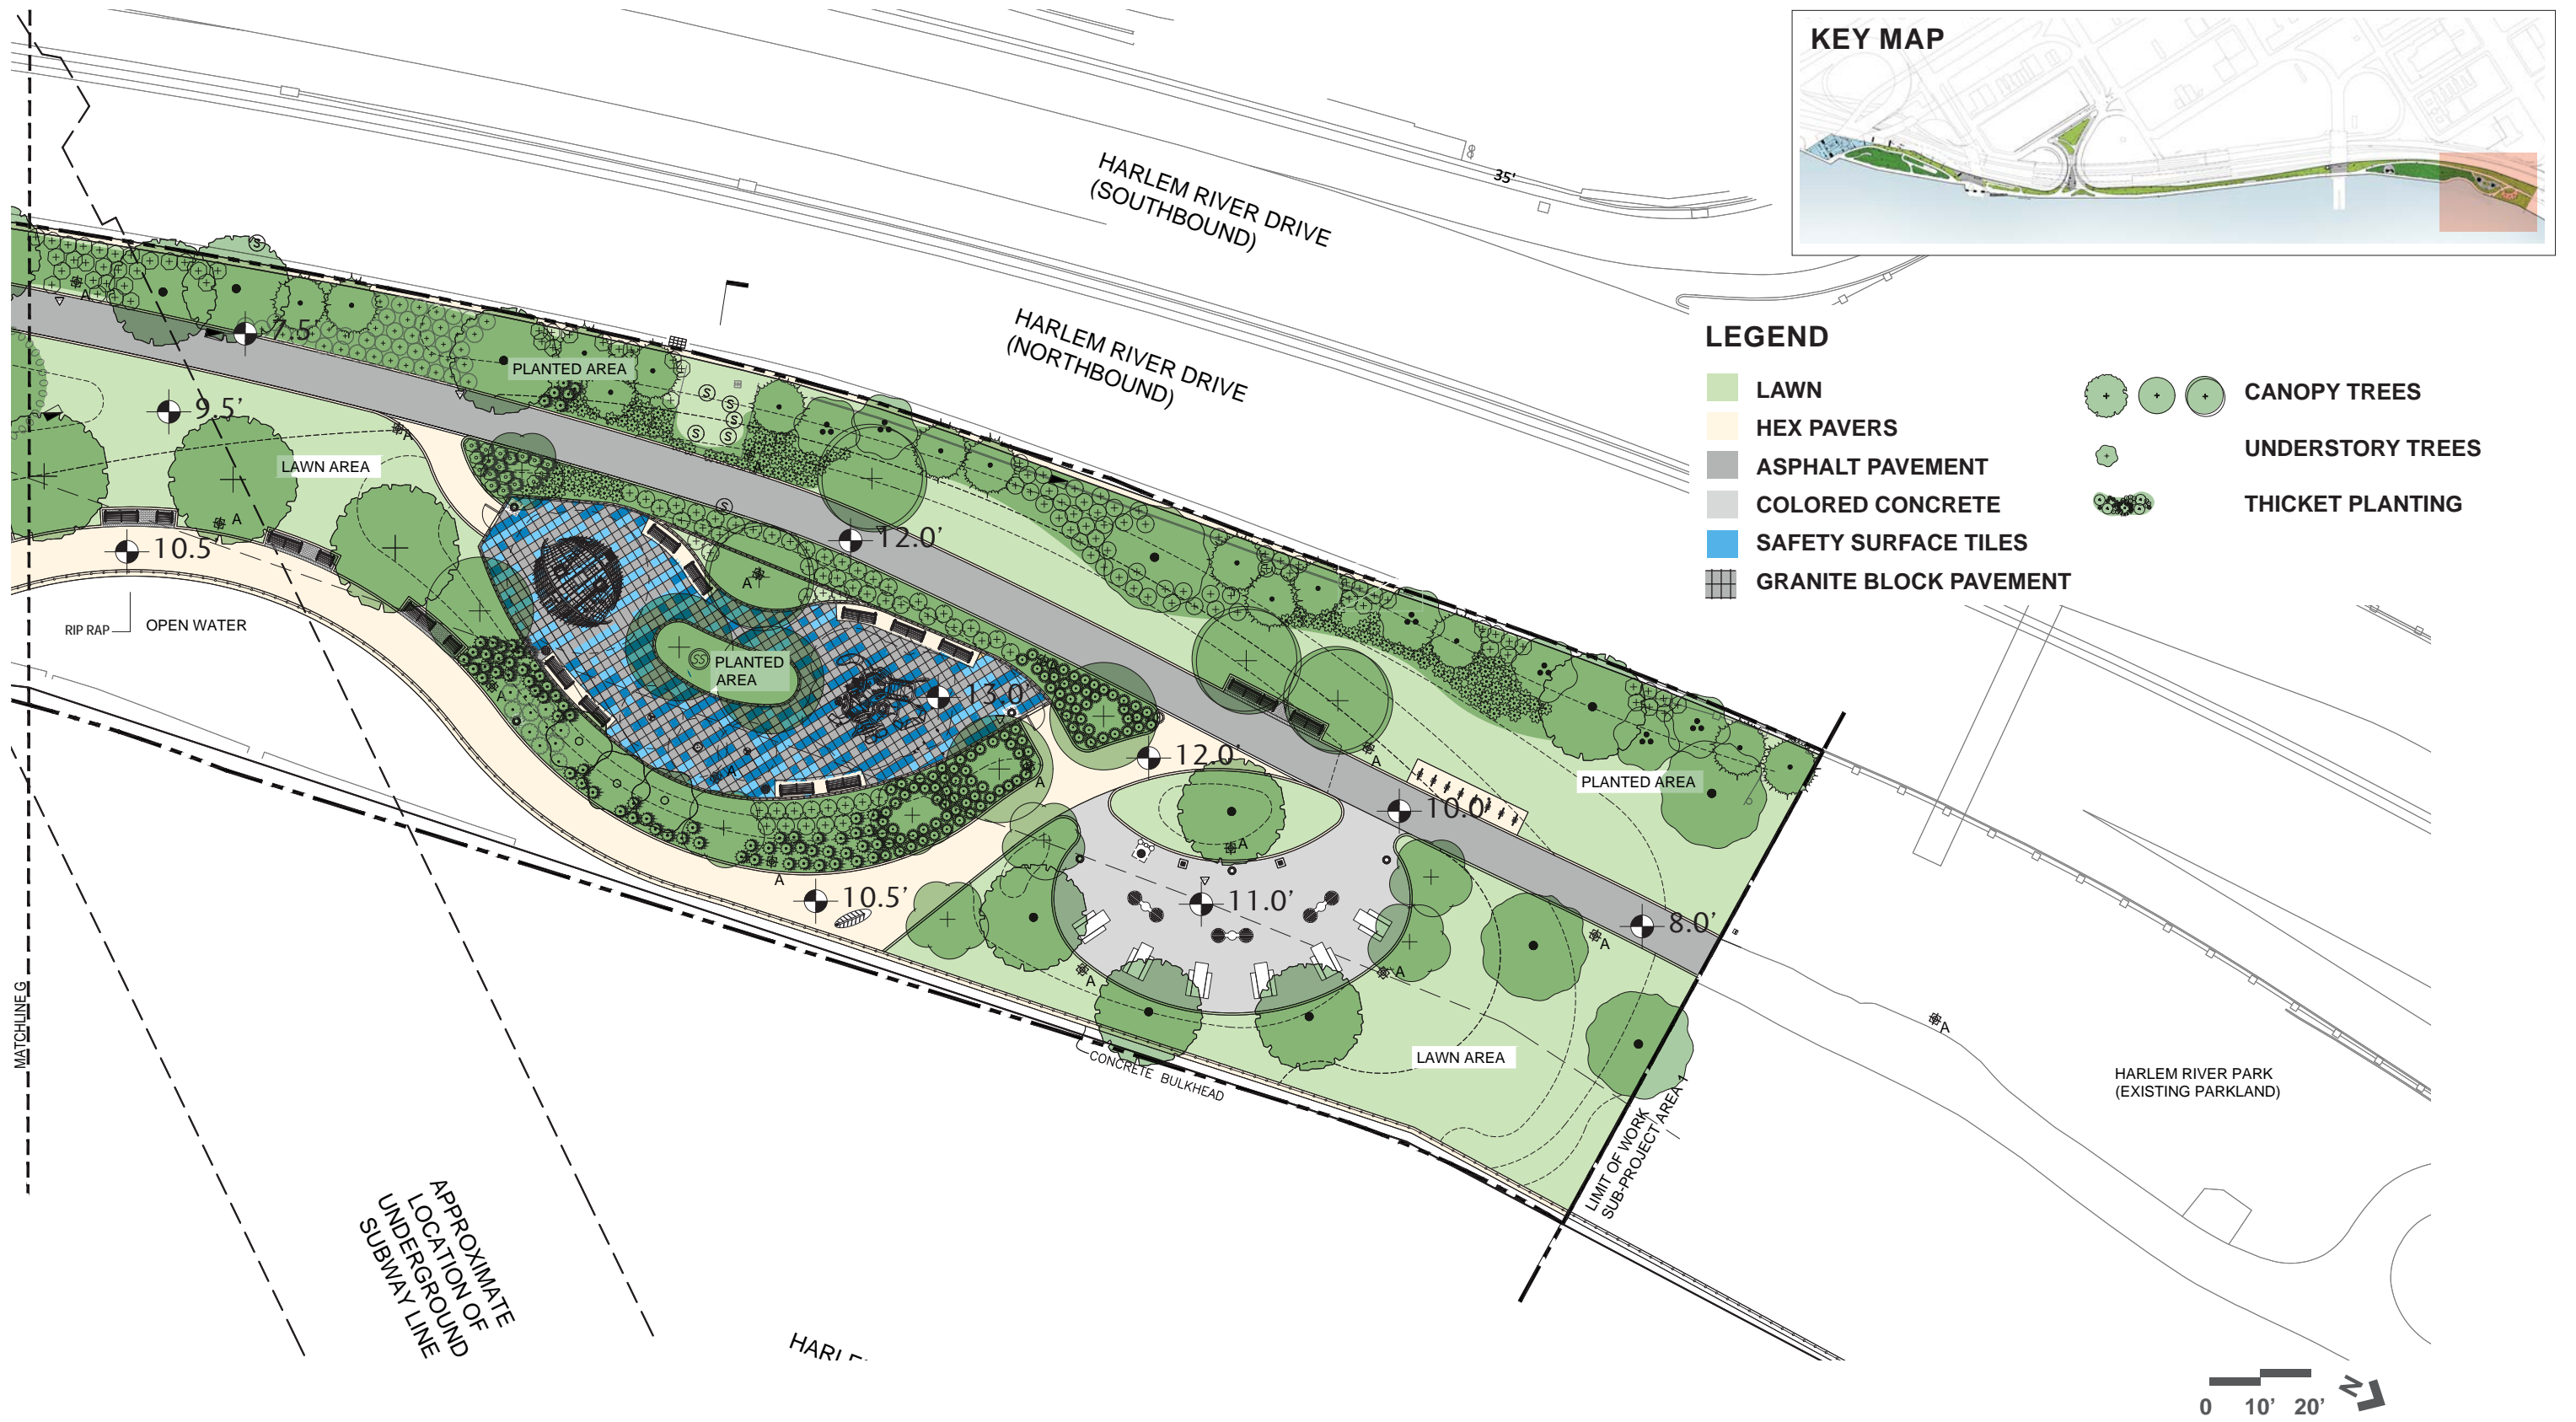 KEY MAP
HARLEM RIVER DRIVE
(SOUTHBOUND)
35'
HARLEM RIVER DRIVE
(NORTHBOUND)
LEGEND
LAWN
HEX PAVERS
ASPHALT PAVEMENT
COLORED CONCRETE
SAFETY SURFACE TILES
GRANITE BLOCK PAVEMENT
CANOPY TREES
UNDERSTORY TREES
THICKET PLANTING
7.5'
PLANTED AREA
9.5'
LAWN AREA
12.0'
10.5'
RIP RAP
OPEN WATER
PLANTED
AREA
13.0'
12.0'
PLANTED AREA
10.0'
10.5'
11.0'
8.0'
LAWN AREA
MATCHLINE G
CONCRETE BULKHEAD
HARLEM RIVER PARK
(EXISTING PARKLAND)
LIMIT OF WORK
SUB-PROJECT AREA 1
APPROXIMATE
LOCATION OF
UNDERGROUND
SUBWAY LINE
0 10' 20'
N